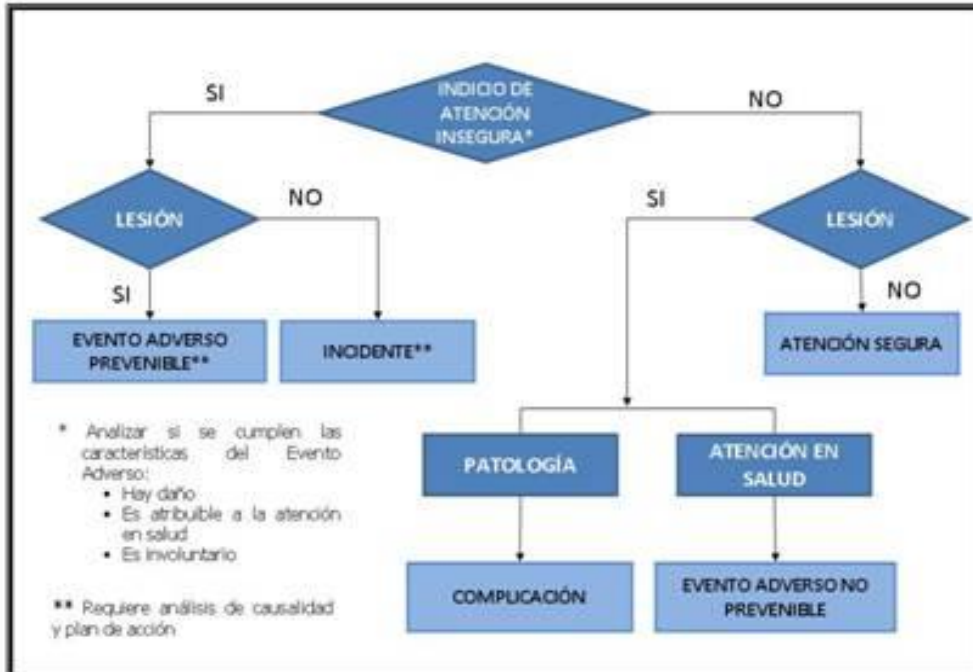 INDICIO DE
ATENCIÓN
INSEGURA*
SI
NO
LESIÓN
NO
SI
LESIÓN
SI
NO
EVENTO ADVERSO
PREVENIBLE**
INCIDENTE**
ATENCIÓN SEGURA
* Analizar si se cumplen las
características del Evento
Adverso:
• Hay daño
• Es atribuible a la atención
en salud
• Es involuntario
** Requiere análisis de causalidad
y plan de acción
PATOLOGÍA
ATENCIÓN EN
SALUD
COMPLICACIÓN
EVENTO ADVERSO NO
PREVENIBLE